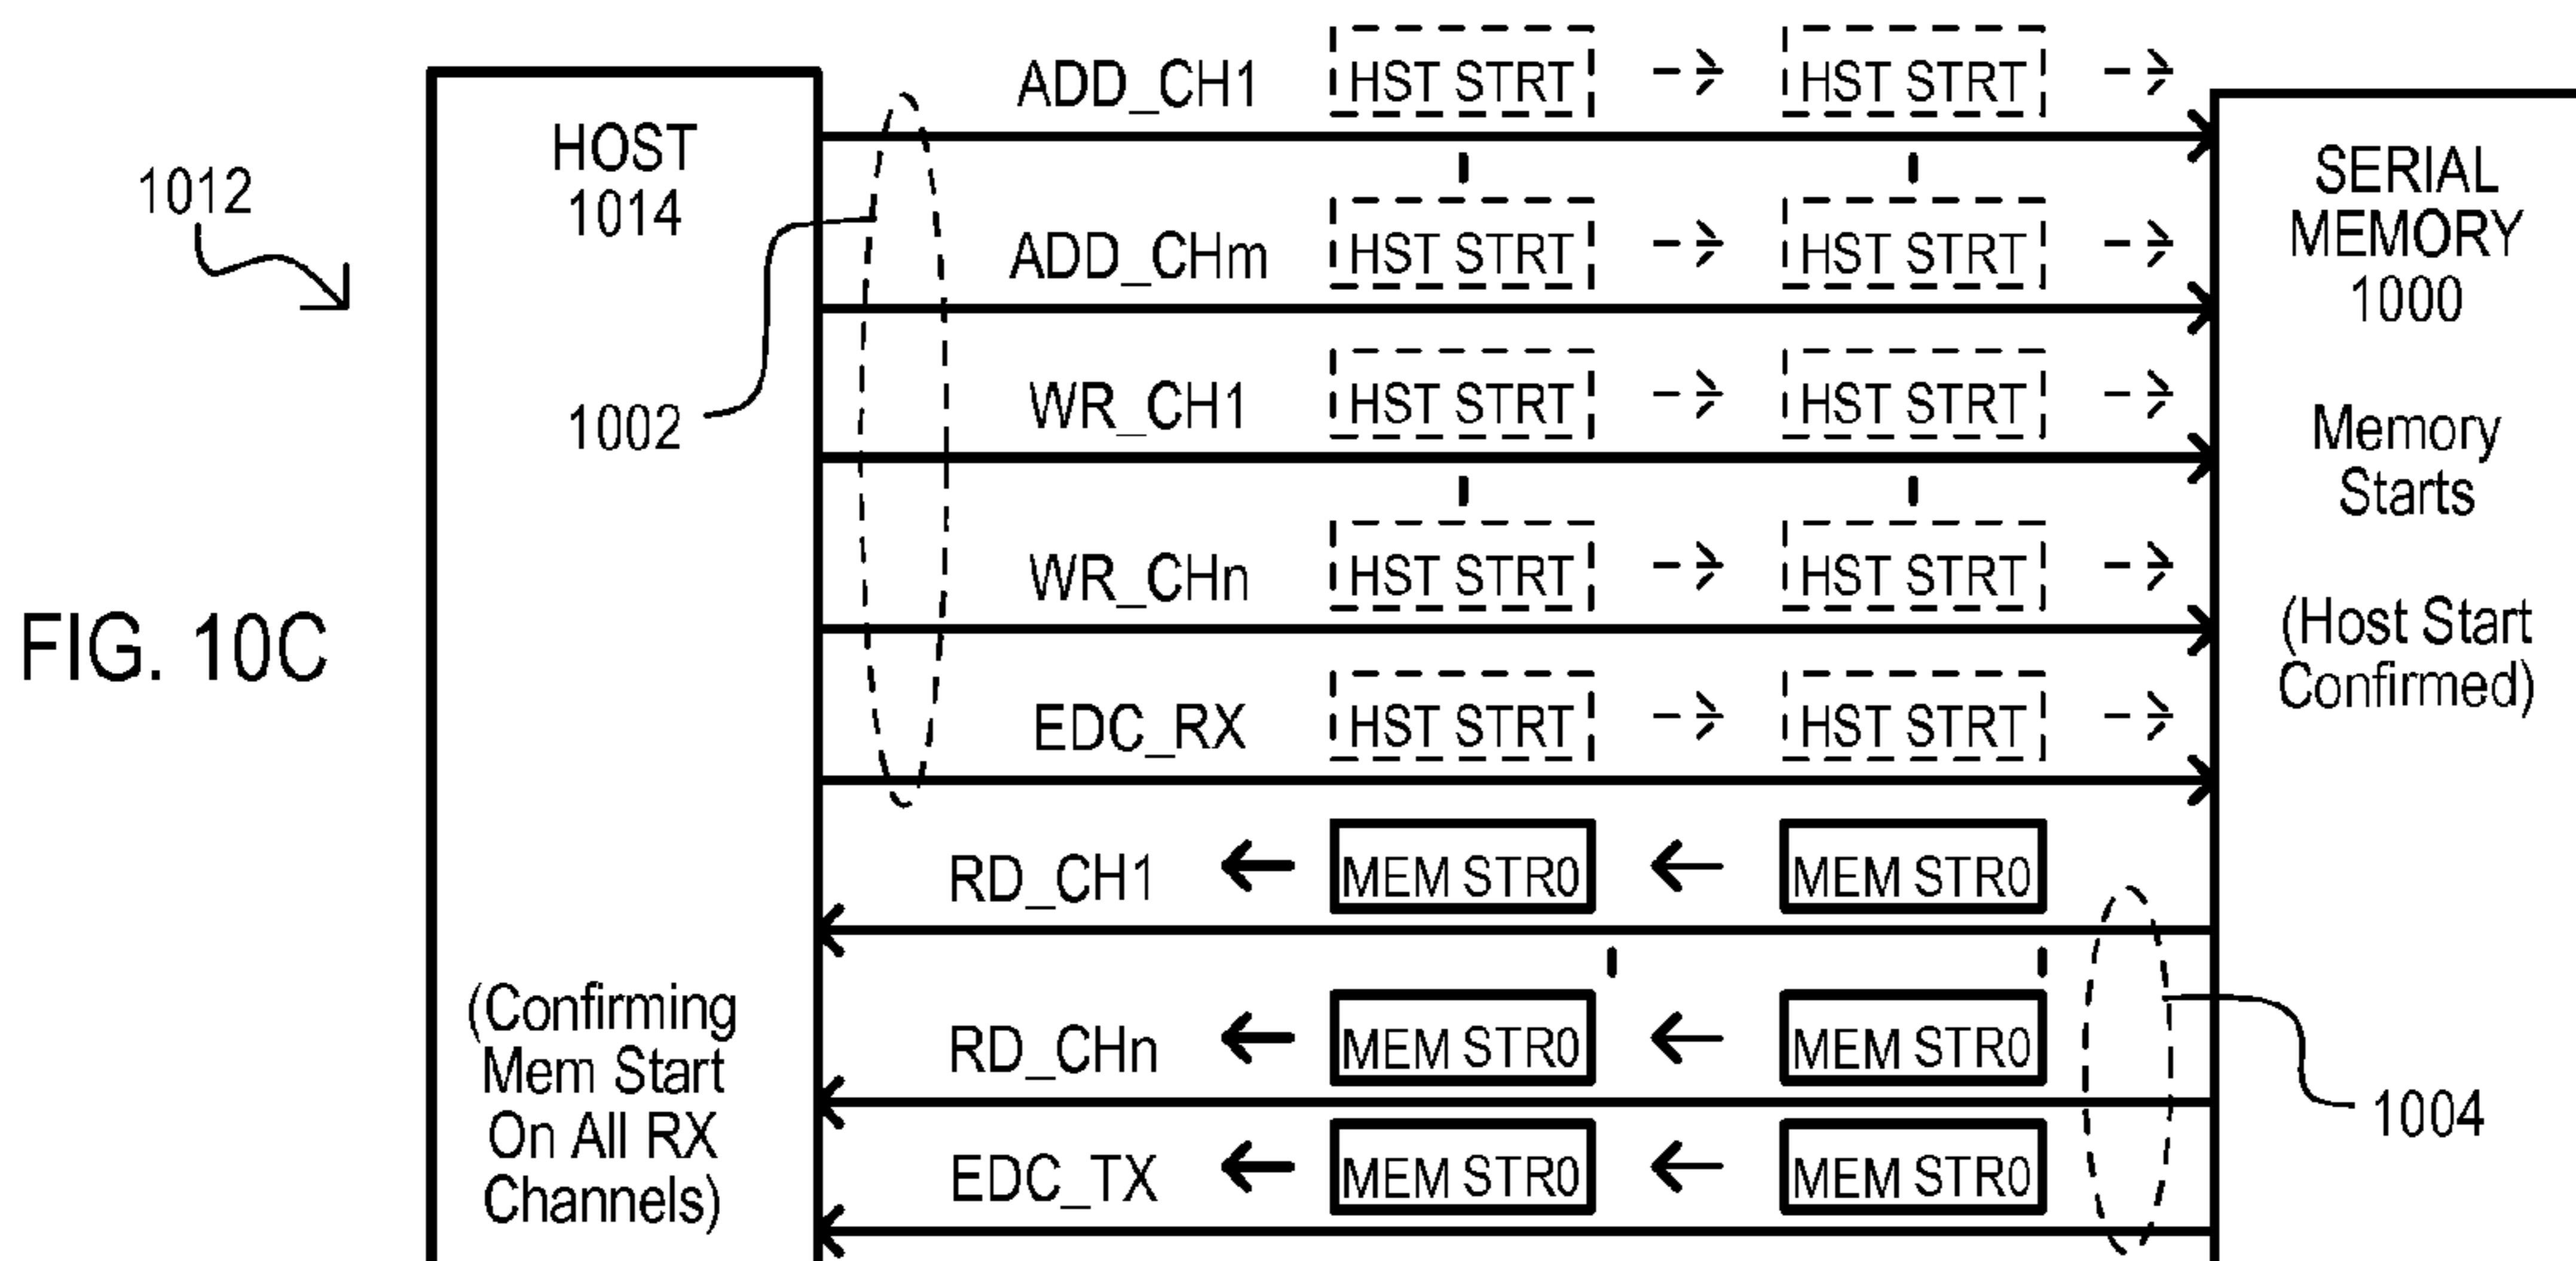 ADD_CH1 HST STRT HST STRT
HOST
1014
1012
SERIAL
MEMORY
1000
ADD_CHm HST STRT HST STRT
1002
WR_CH1 HST STRT HST STRT
Memory
Starts
WR_CHn HST STRT HST STRT
FIG. 10C
(Host Start
Confirmed)
EDC_RX HST STRT HST STRT
RD_CH1 MEM STR0 MEM STR0
(Confirming
Mem Start
On All RX
Channels)
RD_CHn MEM STR0 MEM STR0
1004
EDC_TX MEM STR0 MEM STR0